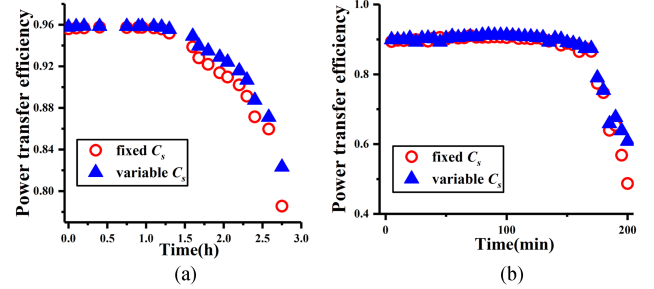 (a)
Power transfer efficiency
0.96
0.92
0.88
0.84
0.80
fixed Cs
variable Cs
0.0 0.5 1.0 1.5 2.0 2.5 3.0
Time(h)
(a)
(b)
Power transfer efficiency
1.0
0.8
0.6
0.4
fixed Cs
variable Cs
0 100 200
Time(min)
(b)